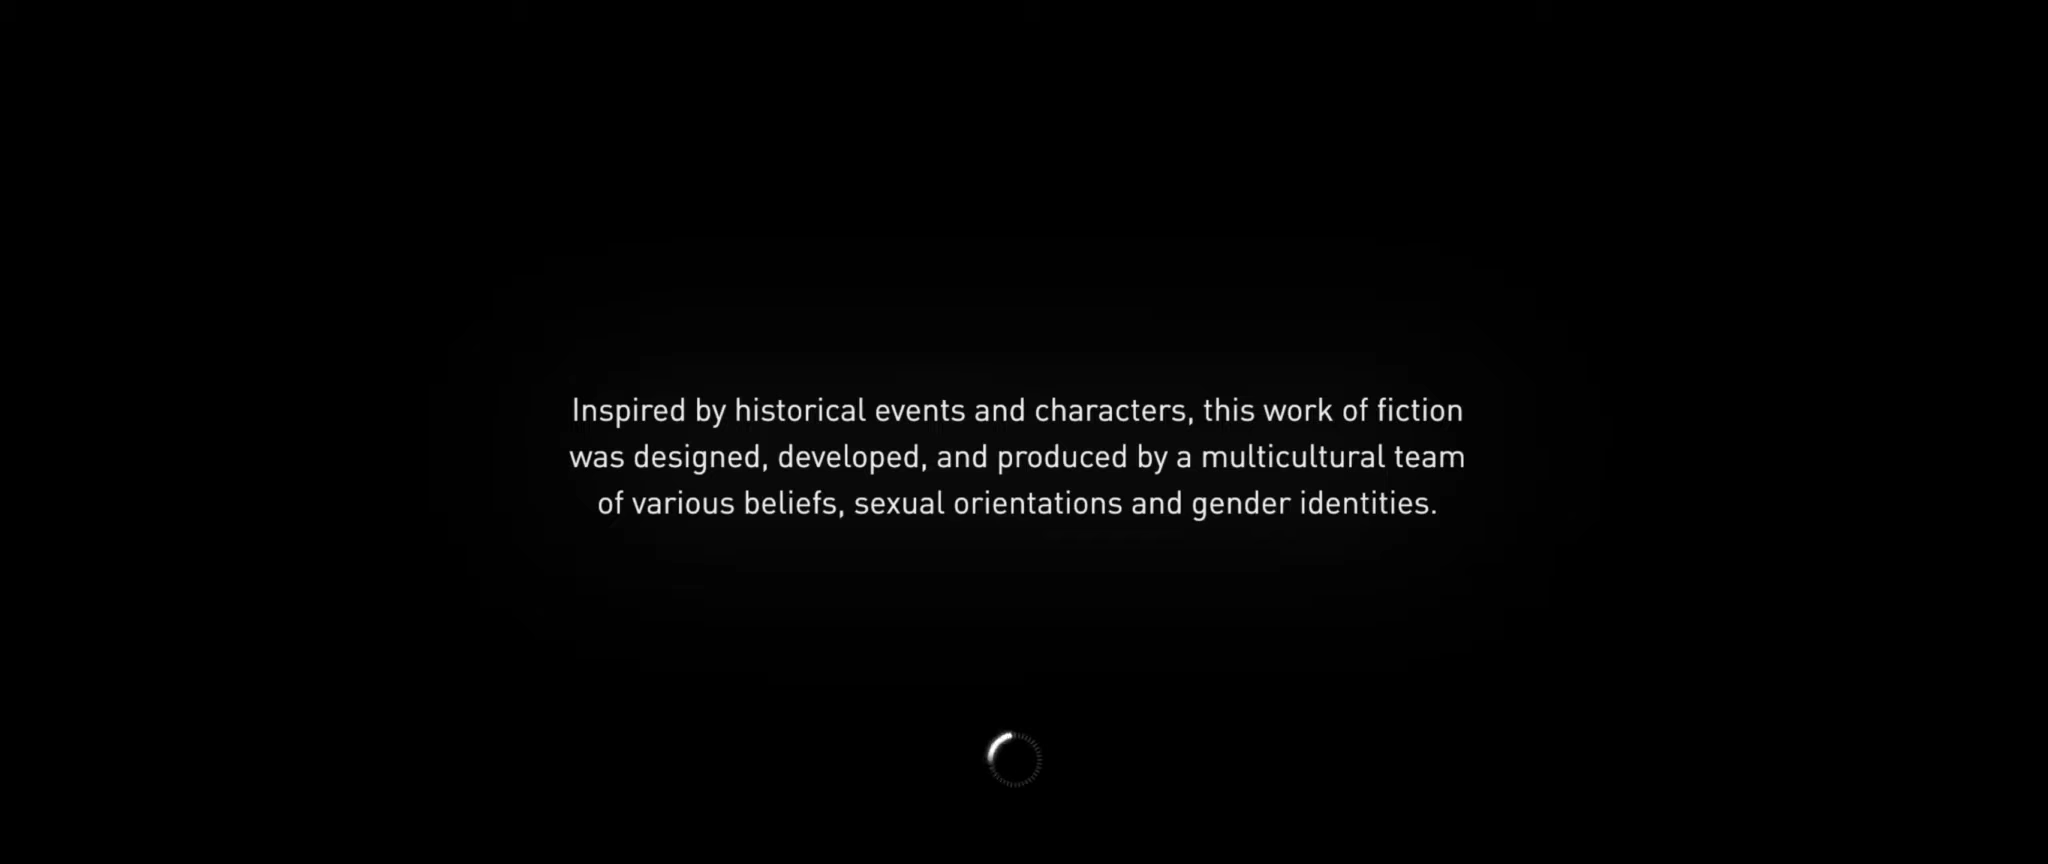 Inspired by historical events and characters, this work of fiction
was designed, developed, and produced by a multicultural team
of various beliefs, sexual orientations and gender identities.